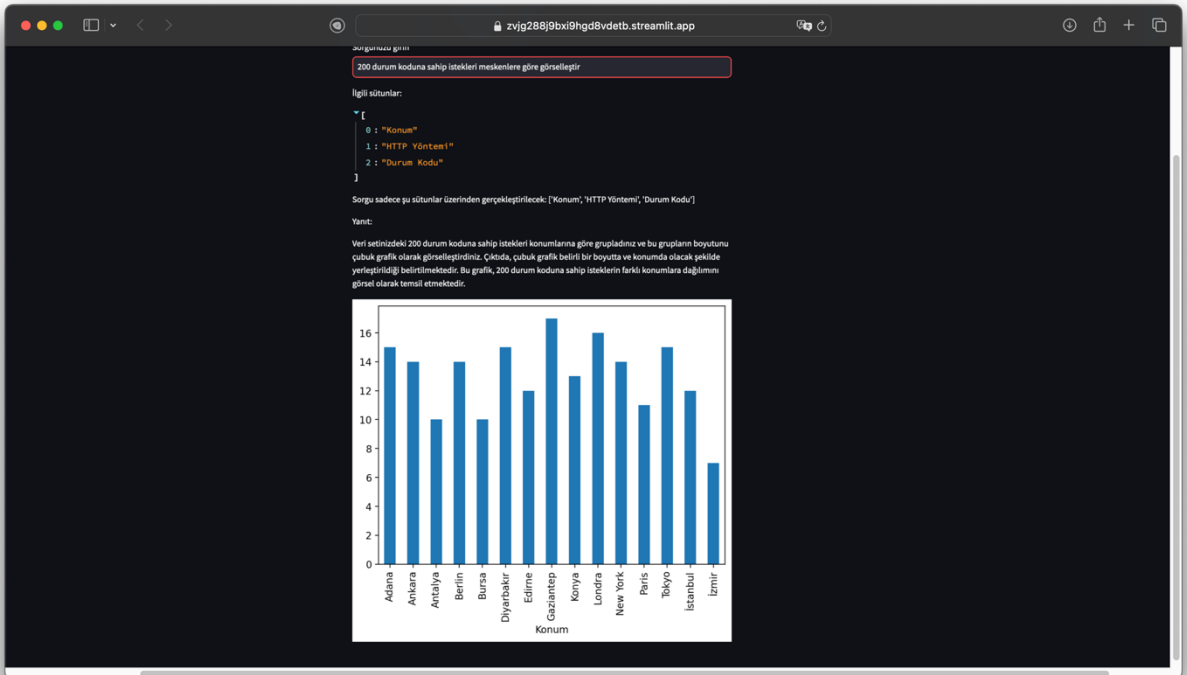 zvjg288j9bxi9hgd8vdetb.streamlit.app
Sorgunuzu girin
200 durum koduna sahip istekleri meskenlere göre görselleştir
İlgili sütunlar:
[
0 : "Konum"
1 : "HTTP Yöntemi"
2 : "Durum Kodu"
]
Sorgu sadece şu sütunlar üzerinden gerçekleştirilecek: ['Konum', 'HTTP Yöntemi', 'Durum Kodu']
Yanıt:
Veri setinizdeki 200 durum koduna sahip istekleri konumlarına göre grupladınız ve bu grupların boyutunu
çubuk grafik olarak görselleştirdiniz. Çıktıda, çubuk grafik belirli bir boyutta ve konumda olacak şekilde
yerleştirildiği belirtilmektedir. Bu grafik, 200 durum koduna sahip isteklerin farklı konumlara dağılımını
görsel olarak temsil etmektedir.
16
14
12
10
8
6
4
2
0
Adana
Ankara
Antalya
Berlin
Bursa
Diyarbakır
Edirne
Gaziantep
Konya
Londra
New York
Paris
Tokyo
İstanbul
İzmir
Konum